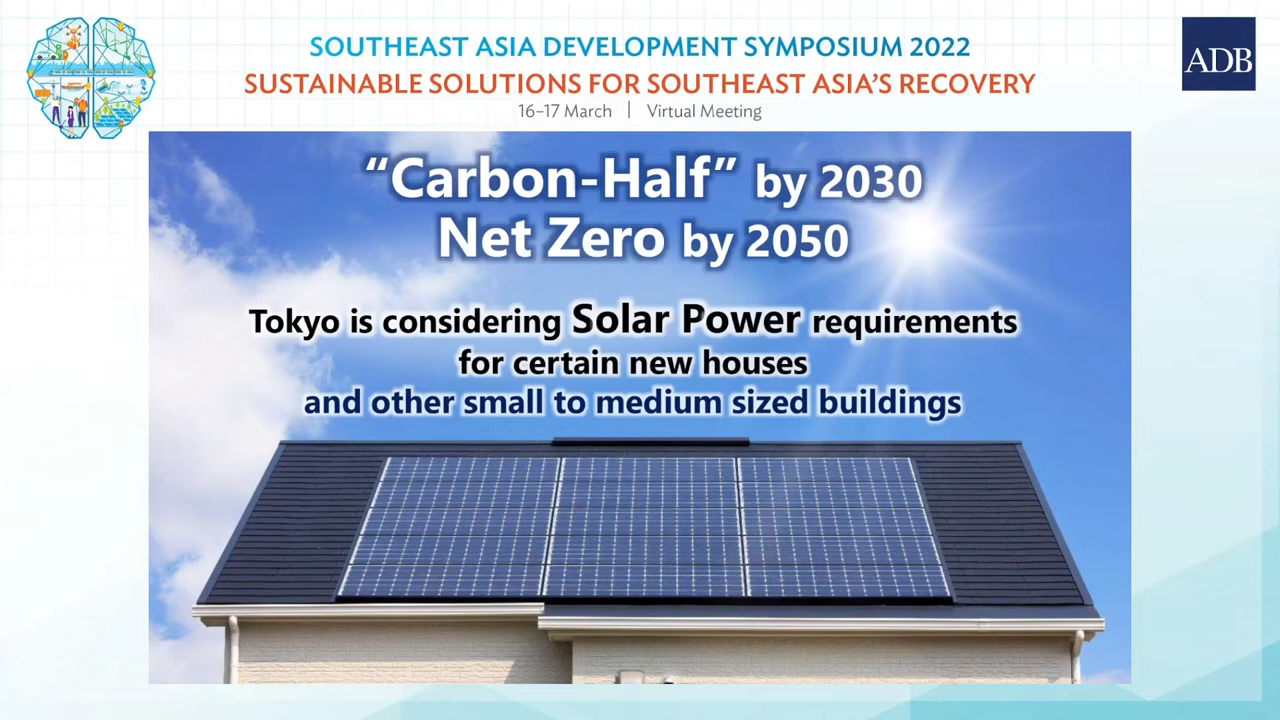 SOUTHEAST ASIA DEVELOPMENT SYMPOSIUM 2022
SUSTAINABLE SOLUTIONS FOR SOUTHEAST ASIA'S RECOVERY
16–17 March | Virtual Meeting
ADB
“Carbon-Half” by 2030
Net Zero by 2050
Tokyo is considering Solar Power requirements
for certain new houses
and other small to medium sized buildings